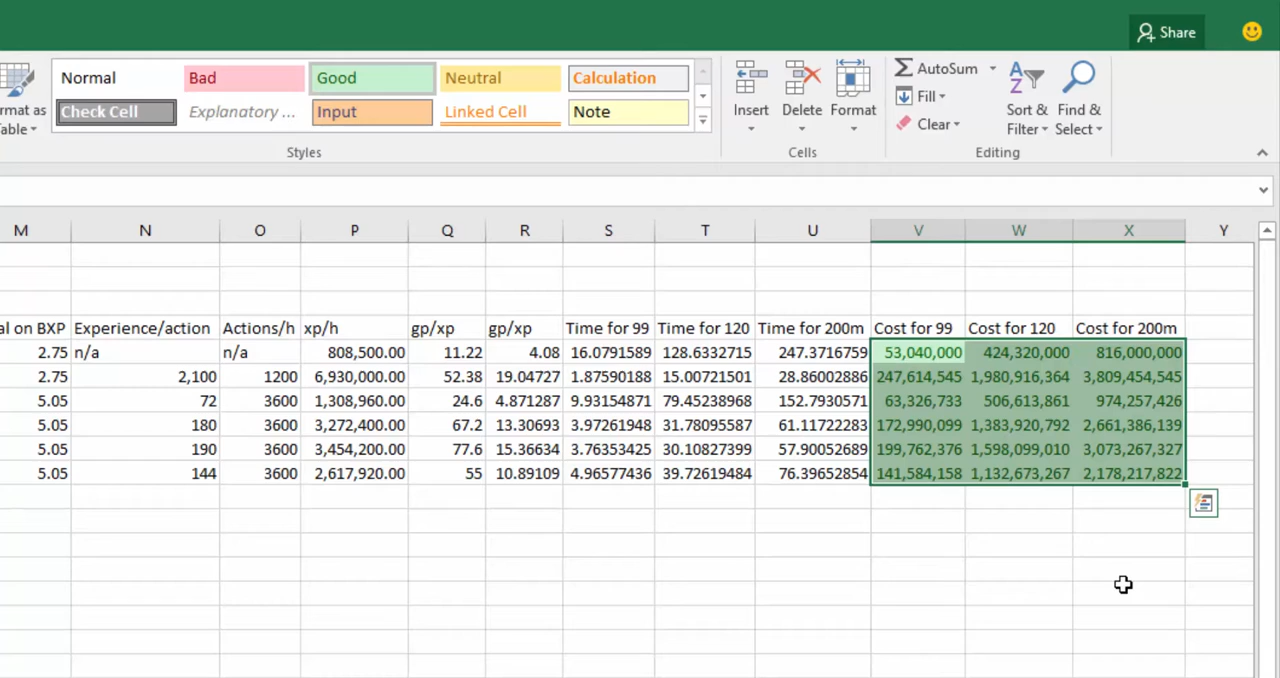 Share
Normal Bad Good Neutral Calculation
Check Cell Explanatory ... Input Linked Cell Note
rmat as
able
Insert Delete Format
AutoSum
Fill
Clear
Sort &
Filter
Find &
Select
Styles Cells Editing
M N O P Q R S T U V W X Y
al on BXP Experience/action Actions/h xp/h gp/xp gp/xp Time for 99 Time for 120 Time for 200m Cost for 99 Cost for 120 Cost for 200m
2.75 n/a n/a 808,500.00 11.22 4.08 16.0791589 128.6332715 247.3716759 53,040,000 424,320,000 816,000,000
2.75 2,100 1200 6,930,000.00 52.38 19.04727 1.87590188 15.00721501 28.86002886 247,614,545 1,980,916,364 3,809,454,545
5.05 72 3600 1,308,960.00 24.6 4.871287 9.93154871 79.45238968 152.7930571 63,326,733 506,613,861 974,257,426
5.05 180 3600 3,272,400.00 67.2 13.30693 3.97261948 31.78095587 61.11722283 172,990,099 1,383,920,792 2,661,386,139
5.05 190 3600 3,454,200.00 77.6 15.36634 3.76353425 30.10827399 57.90052689 199,762,376 1,598,099,010 3,073,267,327
5.05 144 3600 2,617,920.00 55 10.89109 4.96577436 39.72619484 76.39652854 141,584,158 1,132,673,267 2,178,217,822